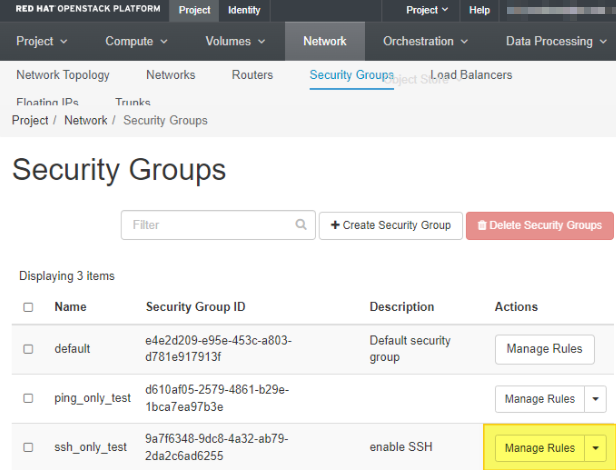 RED HAT OPENSTACK PLATFORM Project Identity Project Help
Project Compute Volumes Network Orchestration Data Processing
Network Topology Networks Routers Security Groups Object Store Load Balancers
Floating IPs Trunks
Project / Network / Security Groups
Security Groups
Filter + Create Security Group Delete Security Groups
Displaying 3 items
Name Security Group ID Description Actions
default e4e2d209-e95e-453c-a803-d781e917913f Default security group Manage Rules
ping_only_test d610af05-2579-4861-b29e-1bca7ea97b3e Manage Rules
ssh_only_test 9a7f6348-9dc8-4a32-ab79-2da2c6ad6255 enable SSH Manage Rules